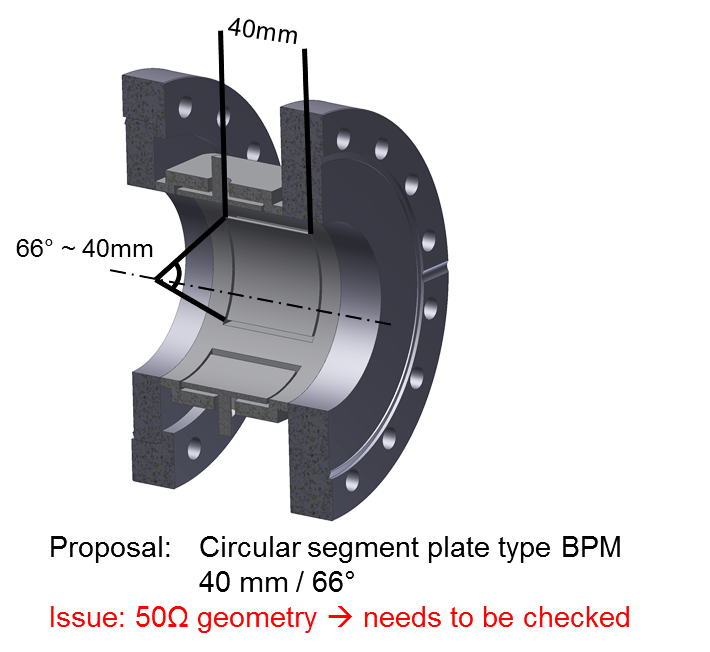 40mm
66° ~ 40mm
Proposal: Circular segment plate type BPM
40 mm / 66°
Issue: 50Ω geometry → needs to be checked